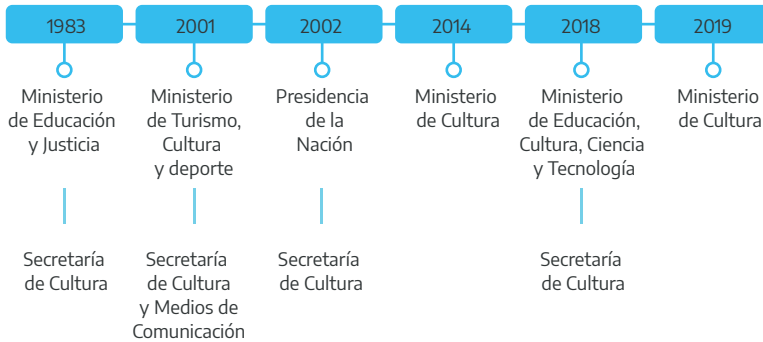 1983
Ministerio
de Educación
y Justicia
Secretaría
de Cultura
2001
Ministerio
de Turismo,
Cultura
y deporte
Secretaría
de Cultura
y Medios de
Comunicación
2002
Presidencia
de la
Nación
Secretaría
de Cultura
2014
Ministerio
de Cultura
2018
Ministerio
de Educación,
Cultura, Ciencia
y Tecnología
Secretaría
de Cultura
2019
Ministerio
de Cultura